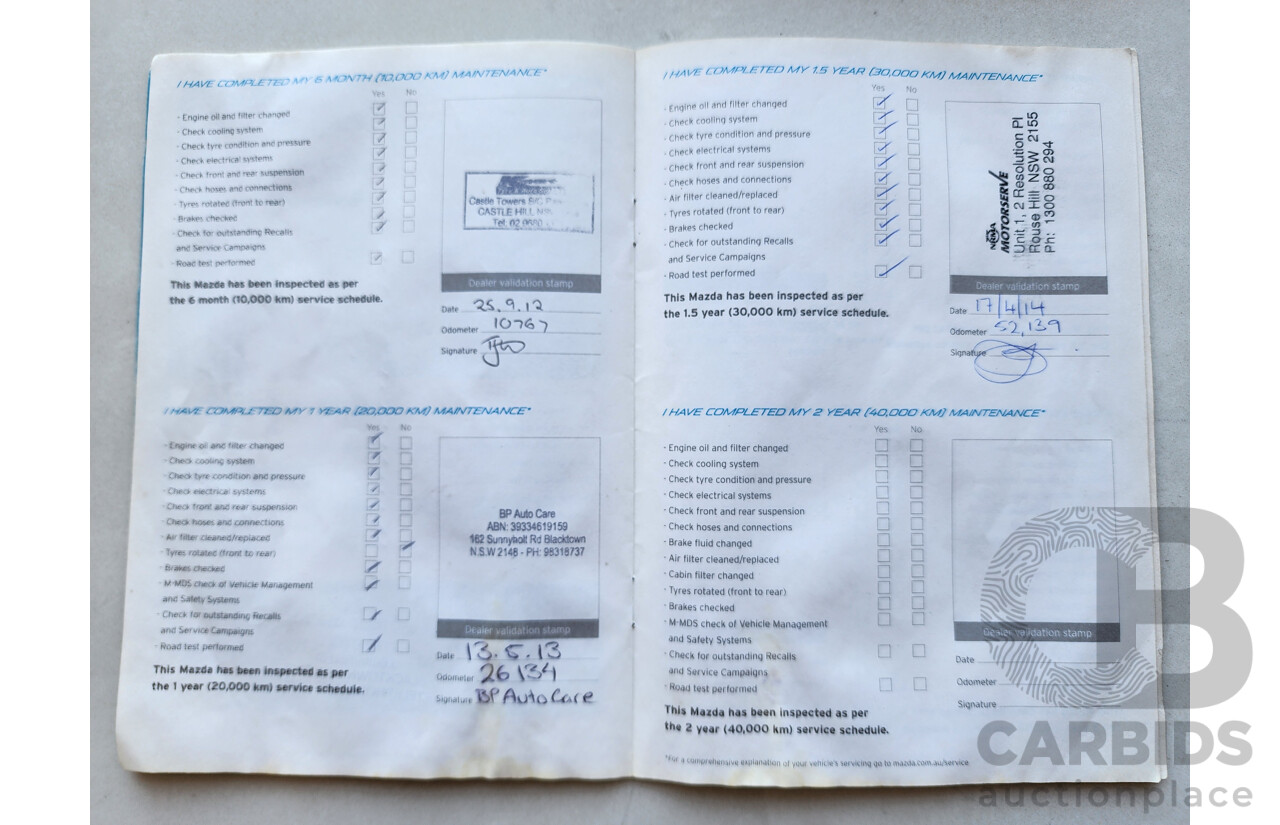 I HAVE COMPLETED MY 6 MONTH (10,000 KM) MAINTENANCE*
Yes No
· Engine oil and filter changed
· Check cooling system
· Check tyre condition and pressure
· Check electrical systems
· Check front and rear suspension
· Check hoses and connections
· Tyres rotated (front to rear)
· Brakes checked
· Check for outstanding Recalls
and Service Campaigns
· Road test performed
This Mazda has been inspected as per
the 6 month (10,000 km) service schedule.
Castle Towers S/C
CASTLE HILL
Tel: 02
Dealer validation stamp
Date 25.9.12
Odometer 10767
Signature
I HAVE COMPLETED MY 1 YEAR (20,000 KM) MAINTENANCE*
Yes No
· Engine oil and filter changed
· Check cooling system
· Check tyre condition and pressure
· Check electrical systems
· Check front and rear suspension
· Check hoses and connections
· Air filter cleaned/replaced
· Tyres rotated (front to rear)
· Brakes checked
· M-MDS check of Vehicle Management
and Safety Systems
· Check for outstanding Recalls
and Service Campaigns
· Road test performed
This Mazda has been inspected as per
the 1 year (20,000 km) service schedule.
BP Auto Care
ABN: 39334619159
162 Sunnybolt Rd Blacktown
N.S.W 2148 - PH: 98318737
Dealer validation stamp
Date 13.5.13
Odometer 26134
Signature BP Auto Care
I HAVE COMPLETED MY 1.5 YEAR (30,000 KM) MAINTENANCE*
Yes No
· Engine oil and filter changed
· Check cooling system
· Check tyre condition and pressure
· Check electrical systems
· Check front and rear suspension
· Check hoses and connections
· Air filter cleaned/replaced
· Tyres rotated (front to rear)
· Brakes checked
· Check for outstanding Recalls
and Service Campaigns
· Road test performed
This Mazda has been inspected as per
the 1.5 year (30,000 km) service schedule.
NRMA
MOTORSERVE
Unit 1, 2 Resolution Pl
Rouse Hill NSW 2155
Ph: 1300 880 294
Dealer validation stamp
Date 17/4/14
Odometer 52,139
Signature
I HAVE COMPLETED MY 2 YEAR (40,000 KM) MAINTENANCE*
Yes No
· Engine oil and filter changed
· Check cooling system
· Check tyre condition and pressure
· Check electrical systems
· Check front and rear suspension
· Check hoses and connections
· Brake fluid changed
· Air filter cleaned/replaced
· Cabin filter changed
· Tyres rotated (front to rear)
· Brakes checked
· M-MDS check of Vehicle Management
and Safety Systems
· Check for outstanding Recalls
and Service Campaigns
· Road test performed
This Mazda has been inspected as per
the 2 year (40,000 km) service schedule.
Dealer validation stamp
Date
Odometer
Signature
*For a comprehensive explanation of your vehicle's servicing go to mazda.com.au/service
CARBIDS
auctionplace